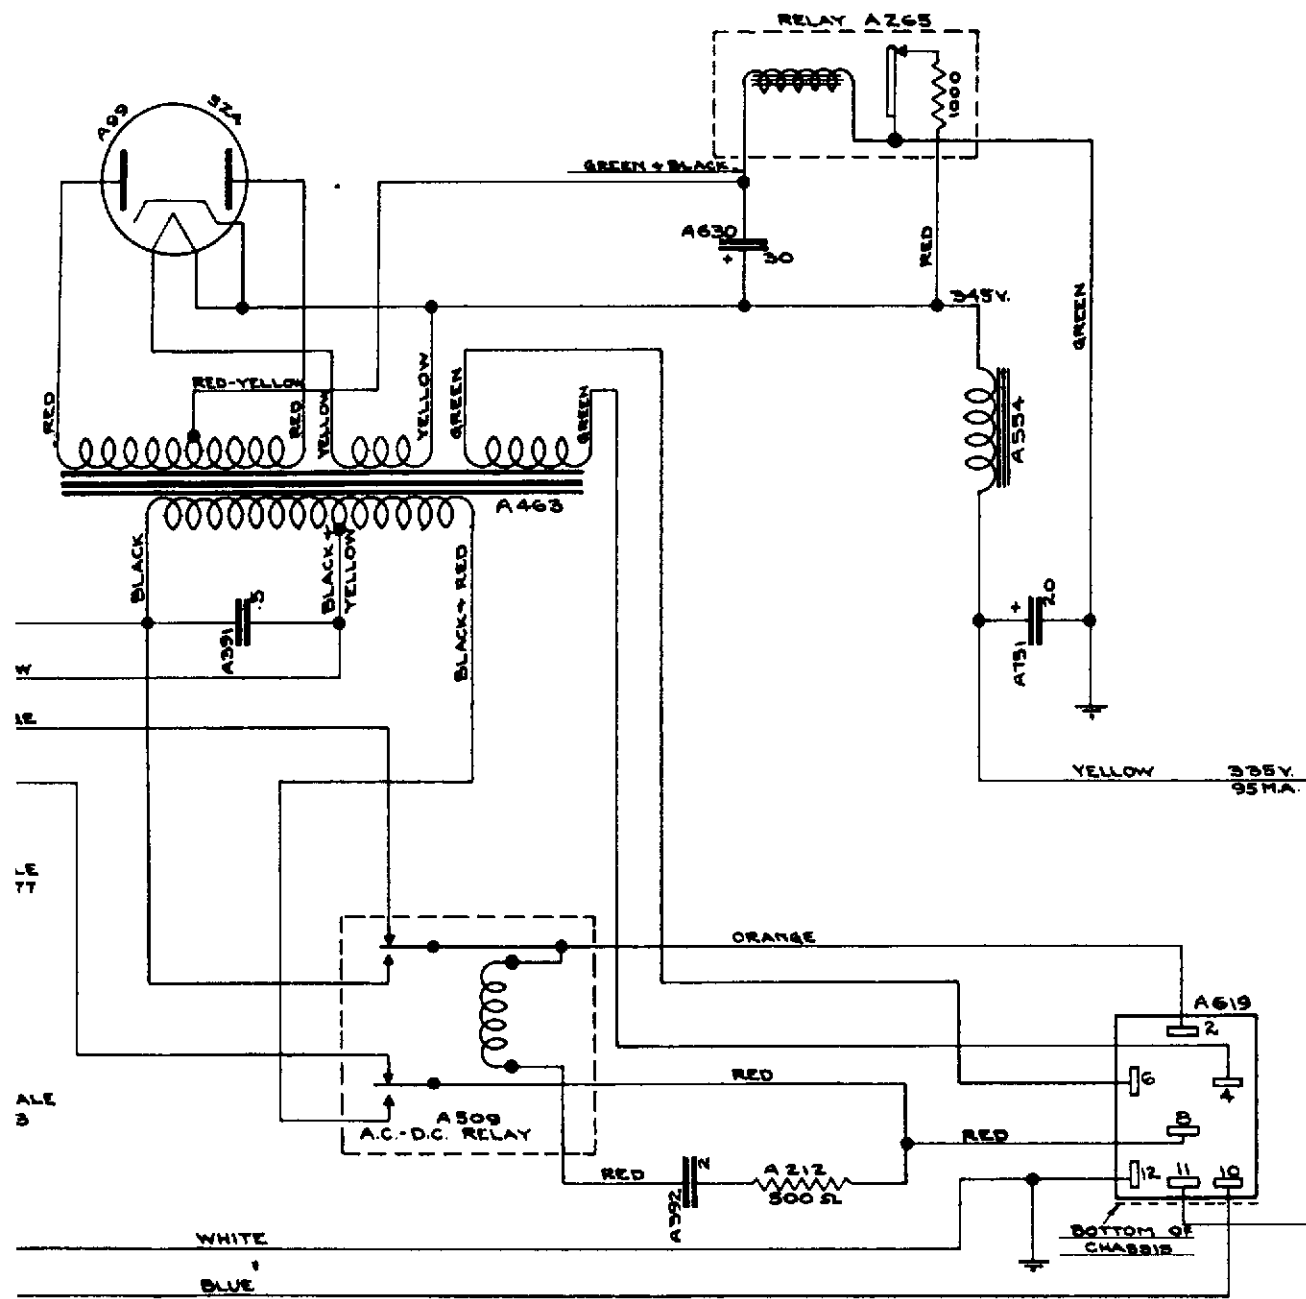 RELAY A265
A99
5Z4
1000
GREEN + BLACK
A630
+
30
RED
345V.
GREEN
RED-YELLOW
RED
RED
YELLOW
YELLOW
GREEN
GREEN
A554
A463
BLACK
BLACK +
YELLOW
BLACK + RED
.5
A391
+
20
A751
W
YELLOW
335V.
95 M.A.
ORANGE
A619
2
6
4
8
12
11
10
RED
RED
A509
A.C.-D.C. RELAY
RED
2
A392
A212
500 Ω
BOTTOM OF
CHASSIS
WHITE
BLUE